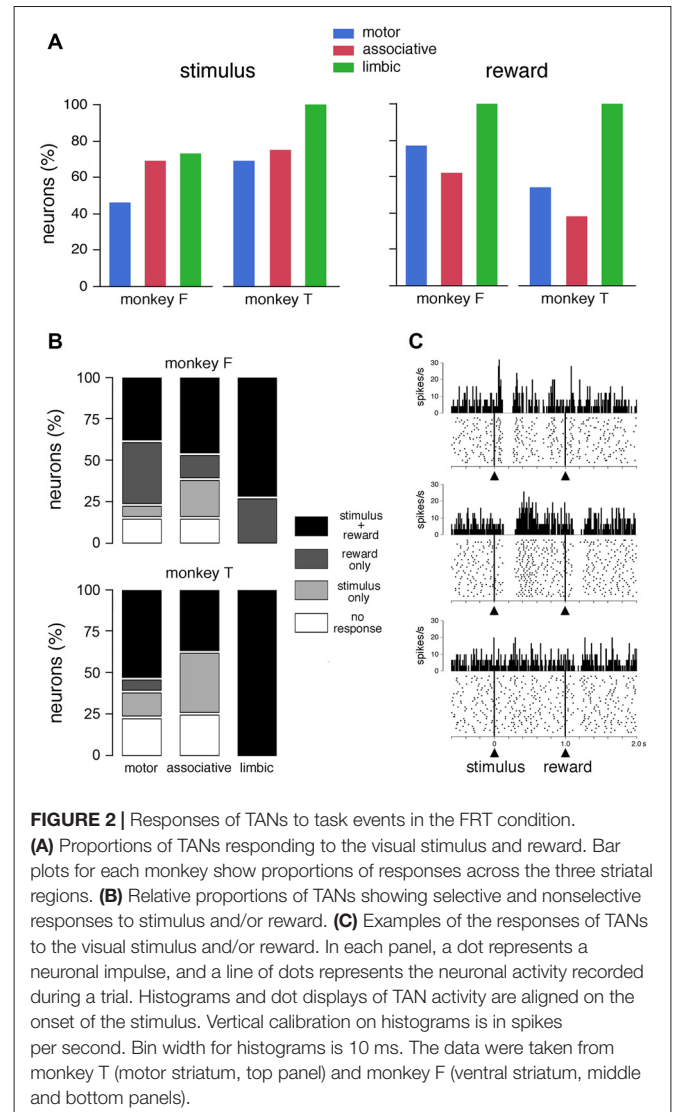 A
motor
associative
limbic
stimulus
reward
neurons (%)
100
80
60
40
20
0
monkey F
monkey T
monkey F
monkey T
B
monkey F
neurons (%)
100
75
50
25
0
stimulus
+
reward
reward
only
stimulus
only
no
response
monkey T
neurons (%)
100
75
50
25
0
motor
associative
limbic
C
spikes/s
30
20
10
0
spikes/s
30
20
10
0
spikes/s
30
20
10
0
0
1.0
2.0 s
stimulus
reward
FIGURE 2 | Responses of TANs to task events in the FRT condition.
(A) Proportions of TANs responding to the visual stimulus and reward. Bar
plots for each monkey show proportions of responses across the three striatal
regions. (B) Relative proportions of TANs showing selective and nonselective
responses to stimulus and/or reward. (C) Examples of the responses of TANs
to the visual stimulus and/or reward. In each panel, a dot represents a
neuronal impulse, and a line of dots represents the neuronal activity recorded
during a trial. Histograms and dot displays of TAN activity are aligned on the
onset of the stimulus. Vertical calibration on histograms is in spikes
per second. Bin width for histograms is 10 ms. The data were taken from
monkey T (motor striatum, top panel) and monkey F (ventral striatum, middle
and bottom panels).